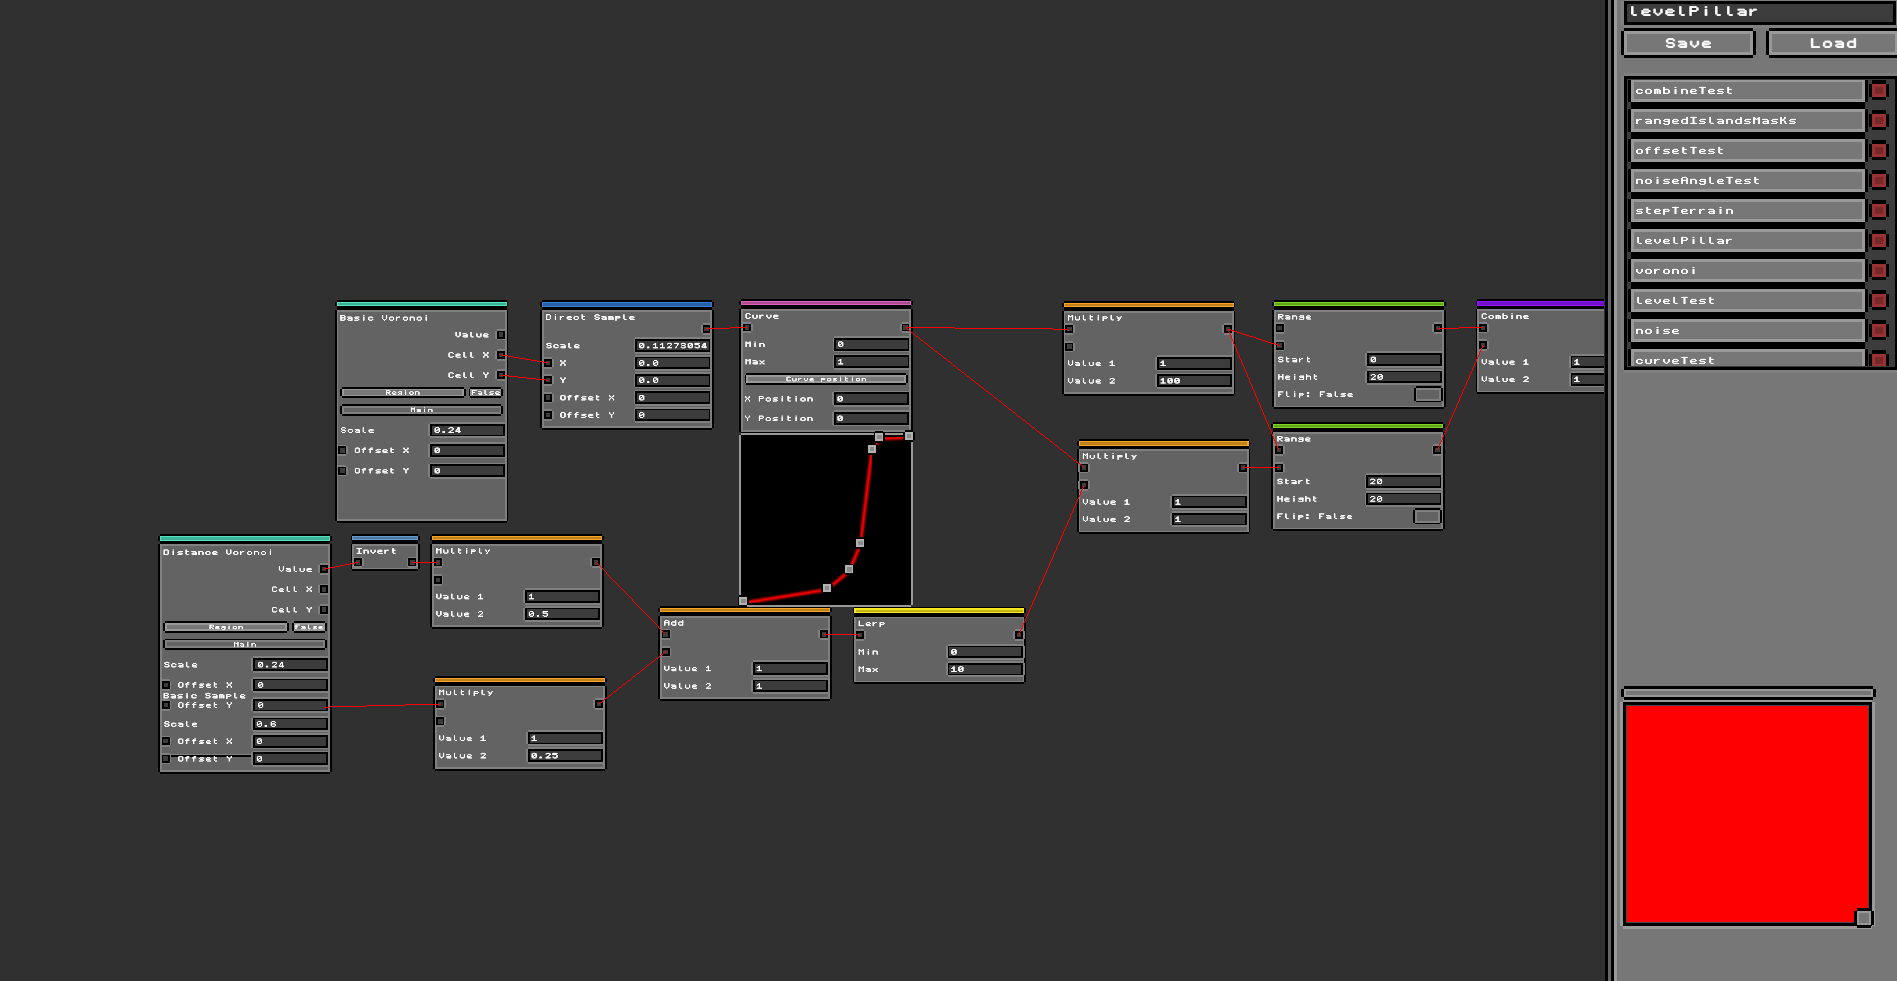 levelPillar
Save
Load
combineTest
rangedIslandsMasKs
offsetTest
noiseAngleTest
stepTerrain
levelPillar
voronoi
levelTest
noise
curveTest
Basic Voronoi
Value
Cell X
Cell Y
Region
False
Main
Scale 0.24
Offset X 0
Offset Y 0
Direct Sample
Scale 0.11273054
X 0.0
Y 0.0
Offset X 0
Offset Y 0
Curve
Min 0
Max 1
Curve position
X Position 0
Y Position 0
Multiply
Value 1 1
Value 2 100
Range
Start 0
Height 20
Flip: False
Combine
Value 1 1
Value 2 1
Multiply
Value 1 1
Value 2 1
Range
Start 20
Height 20
Flip: False
Distance Voronoi
Value
Cell X
Cell Y
Region
False
Main
Scale 0.24
Offset X 0
Basic Sample
Offset Y 0
Scale 0.6
Offset X 0
Offset Y 0
Invert
Multiply
Value 1 1
Value 2 0.5
Multiply
Value 1 1
Value 2 0.25
Add
Value 1 1
Value 2 1
Lerp
Min 0
Max 10